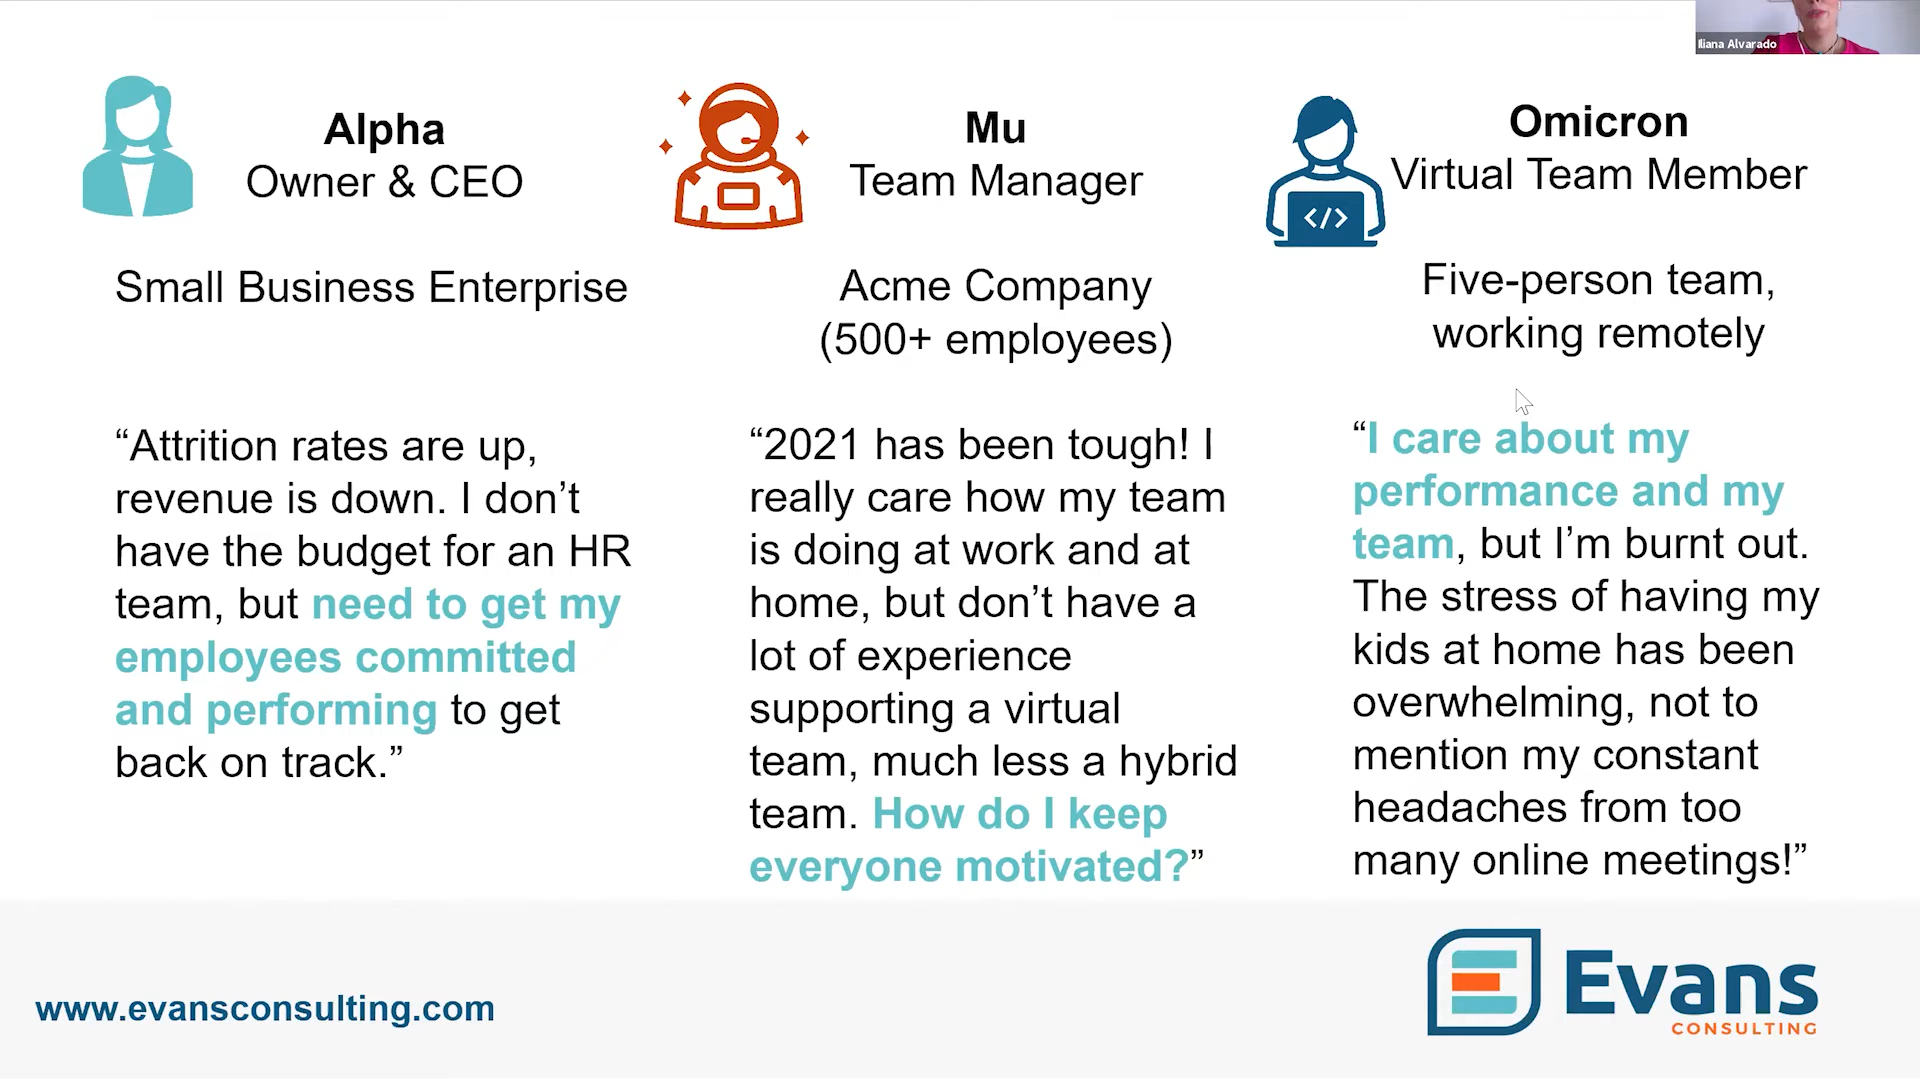 Iliana Alvarado
Alpha
Owner & CEO
Small Business Enterprise
“Attrition rates are up,
revenue is down. I don’t
have the budget for an HR
team, but need to get my
employees committed
and performing to get
back on track.”
Mu
Team Manager
Acme Company
(500+ employees)
“2021 has been tough! I
really care how my team
is doing at work and at
home, but don’t have a
lot of experience
supporting a virtual
team, much less a hybrid
team. How do I keep
everyone motivated?”
Omicron
Virtual Team Member
</>
Five-person team,
working remotely
“I care about my
performance and my
team, but I’m burnt out.
The stress of having my
kids at home has been
overwhelming, not to
mention my constant
headaches from too
many online meetings!”
www.evansconsulting.com
Evans
CONSULTING